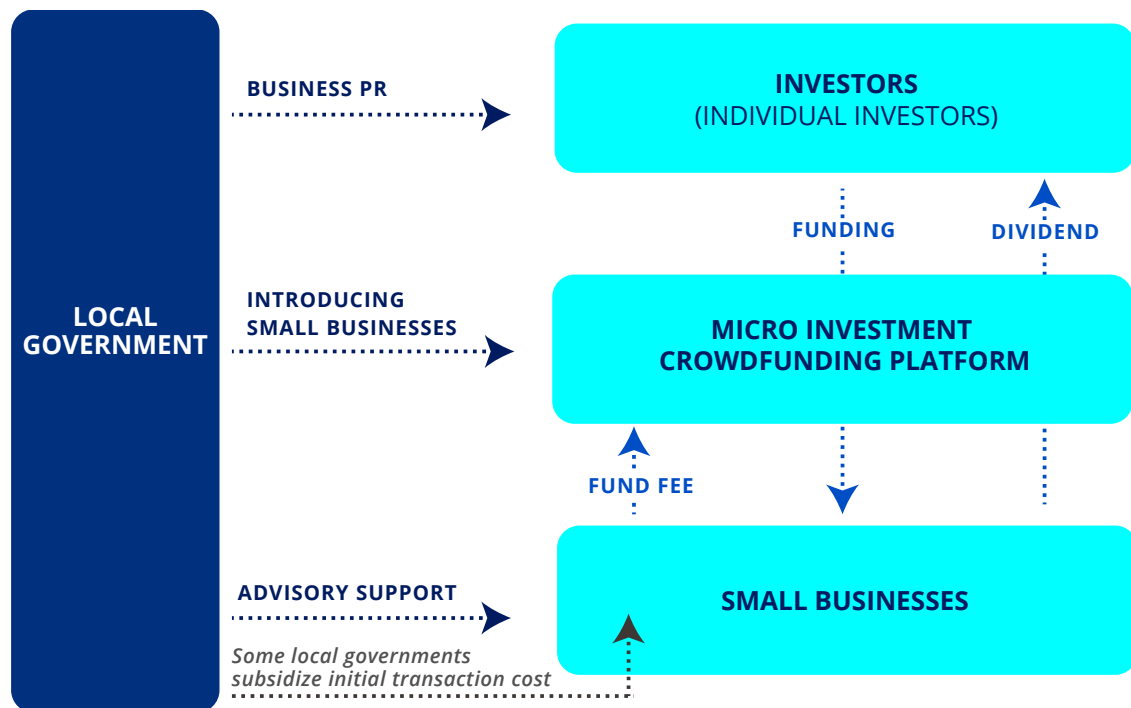 LOCAL
GOVERNMENT
BUSINESS PR
INVESTORS
(INDIVIDUAL INVESTORS)
FUNDING
DIVIDEND
INTRODUCING
SMALL BUSINESSES
MICRO INVESTMENT
CROWDFUNDING PLATFORM
FUND FEE
ADVISORY SUPPORT
SMALL BUSINESSES
Some local governments
subsidize initial transaction cost